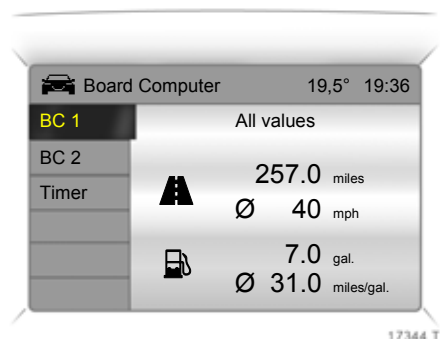 Board Computer 19,5° 19:36
BC 1
All values
BC 2
Timer
257.0 miles
Ø 40 mph
7.0 gal.
Ø 31.0 miles/gal.
17344 T